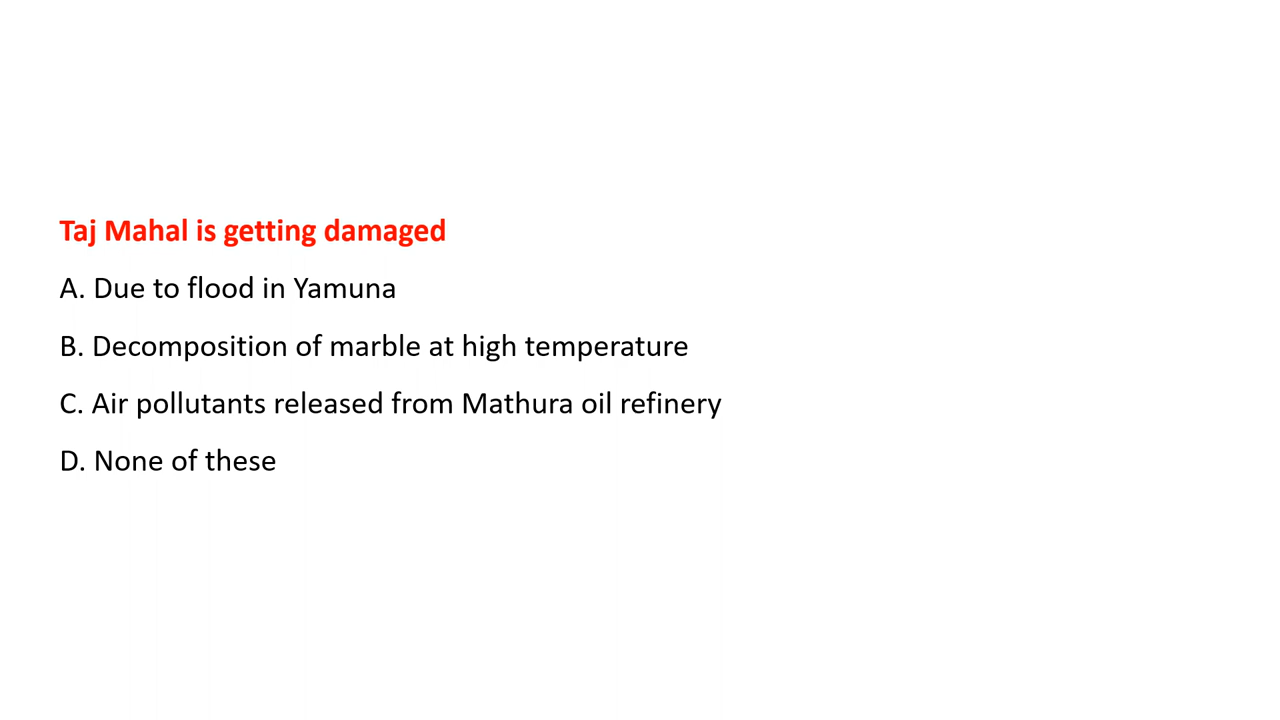 Taj Mahal is getting damaged
A. Due to flood in Yamuna
B. Decomposition of marble at high temperature
C. Air pollutants released from Mathura oil refinery
D. None of these